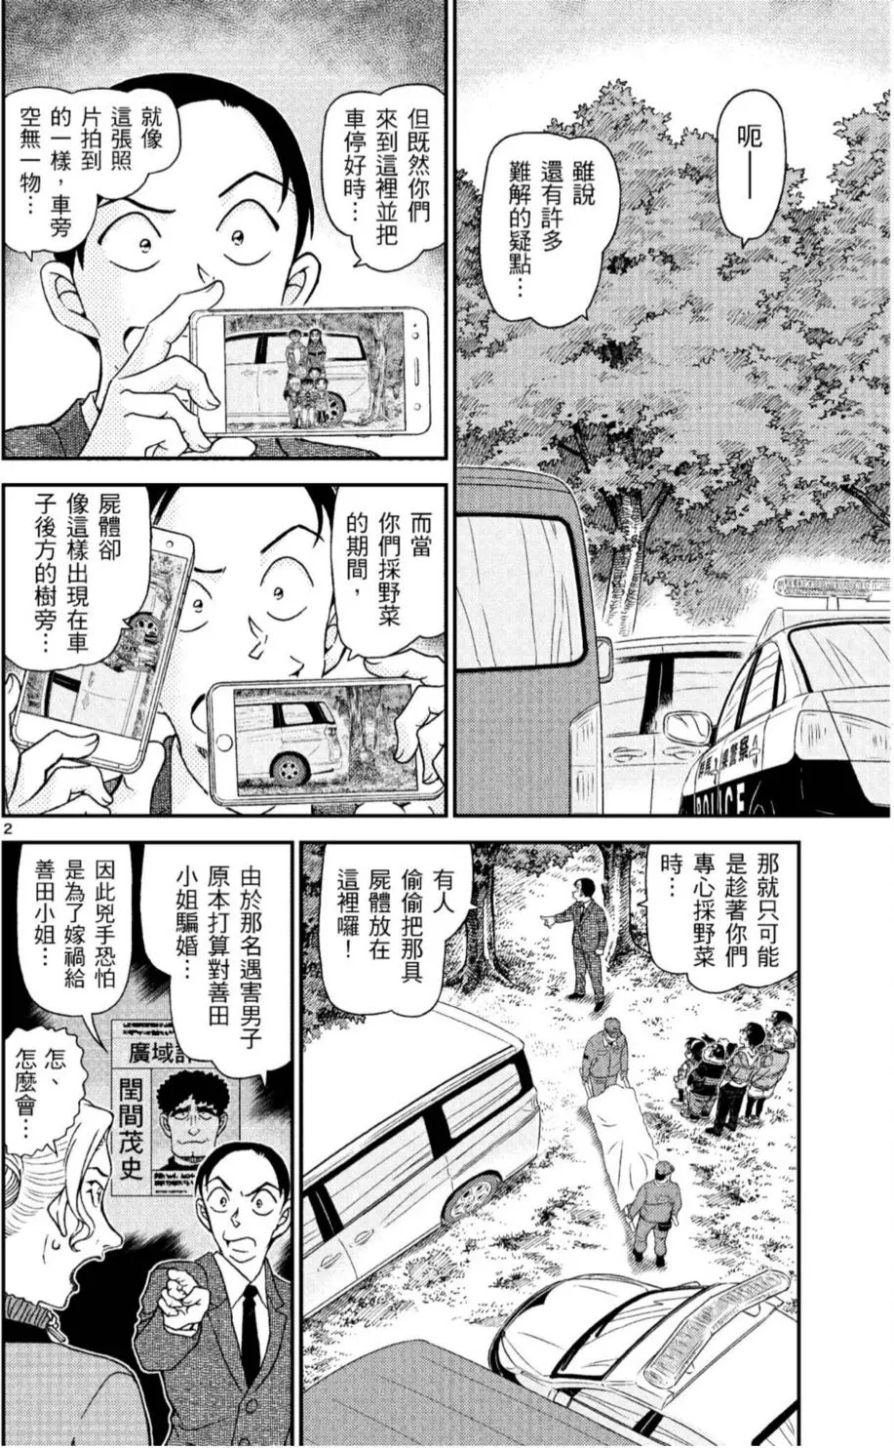 呃──
雖說
還有許多
難解的疑點…
群馬縣警察
POLICE
但既然你們
來到這裡並把
車停好時…
就像
這張照
片拍到
的一樣，車旁
空無一物…
而當
你們採野菜
的期間，
屍體卻
像這樣出現在車
子後方的樹旁…
2
那就只可能
是趁著你們
專心採野菜
時…
有人
偷偷把那具
屍體放在
這裡囉！
由於那名遇害男子
原本打算對善田
小姐騙婚…
因此兇手恐怕
是為了嫁禍給
善田小姐…
廣域
閏間茂史
怎、
怎麼會…